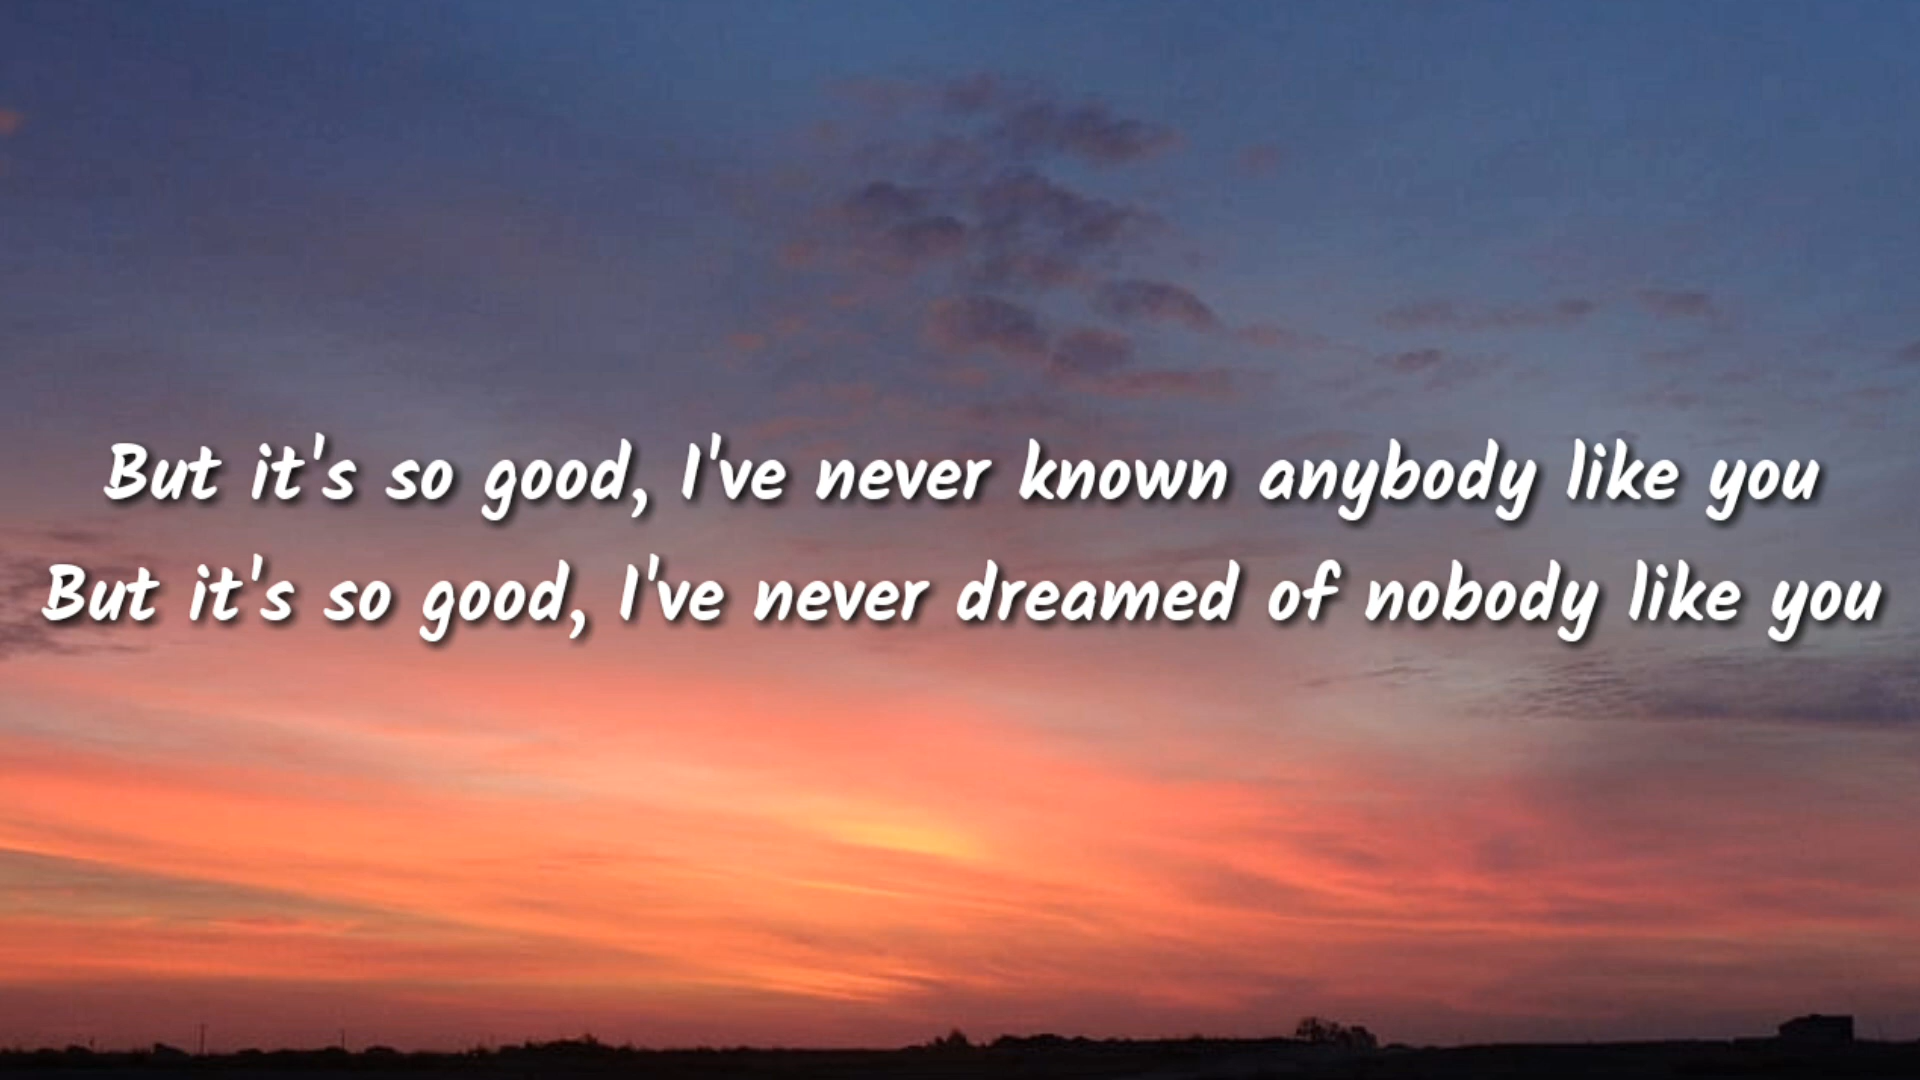 But it's so good, I've never known anybody like you
But it's so good, I've never dreamed of nobody like you